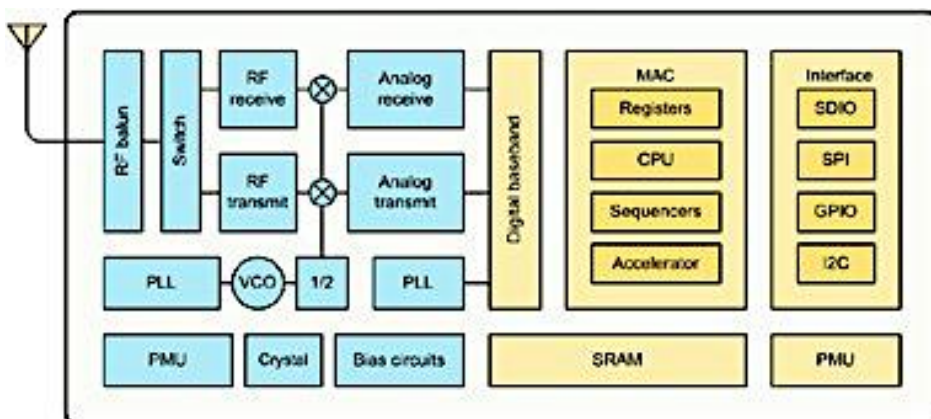 RF balun
Switch
RF
receive
Analog
receive
RF
transmit
Analog
transmit
PLL
VCO
1/2
PLL
PMU
Crystal
Bias circuits
Digital baseband
MAC
Registers
CPU
Sequencers
Accelerator
SRAM
Interface
SDIO
SPI
GPIO
I2C
PMU